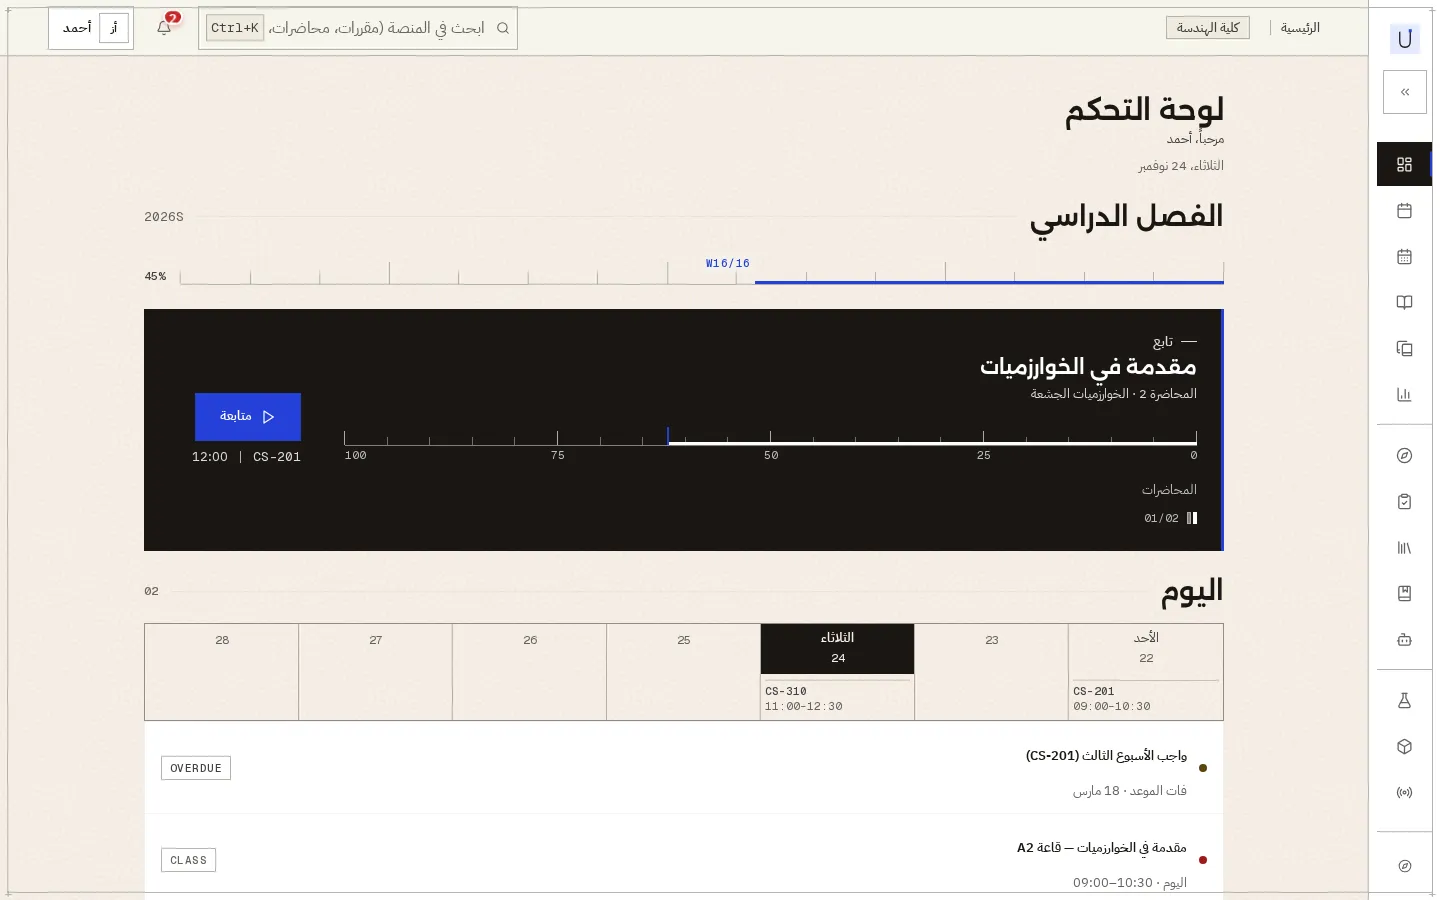 الرئيسية
كلية الهندسة
ابحث في المنصة (مقررات، محاضرات،
Ctrl+K
2
أز
أحمد
لوحة التحكم
مرحباً، أحمد
الثلاثاء، 24 نوفمبر
الفصل الدراسي
2026S
W16/16
45%
— تابع
مقدمة في الخوارزميات
المحاضرة 2 · الخوارزميات الجشعة
متابعة
CS-201 | 12:00
0
25
50
75
100
المحاضرات
01/02
اليوم
02
الأحد
22
CS-201
09:00-10:30
23
الثلاثاء
24
CS-310
11:00-12:30
25
26
27
28
واجب الأسبوع الثالث (CS-201)
فات الموعد · 18 مارس
OVERDUE
مقدمة في الخوارزميات — قاعة A2
اليوم · 09:00–10:30
CLASS